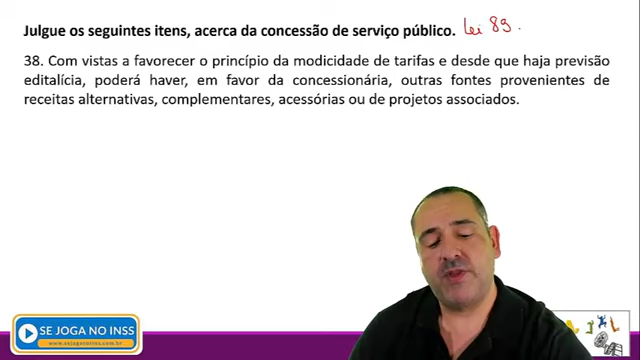 Julgue os seguintes itens, acerca da concessão de serviço público. Lei 89
38. Com vistas a favorecer o princípio da modicidade de tarifas e desde que haja previsão
editalícia, poderá haver, em favor da concessionária, outras fontes provenientes de
receitas alternativas, complementares, acessórias ou de projetos associados.
SE JOGA NO INSS
www.sejoganoinss.com.br